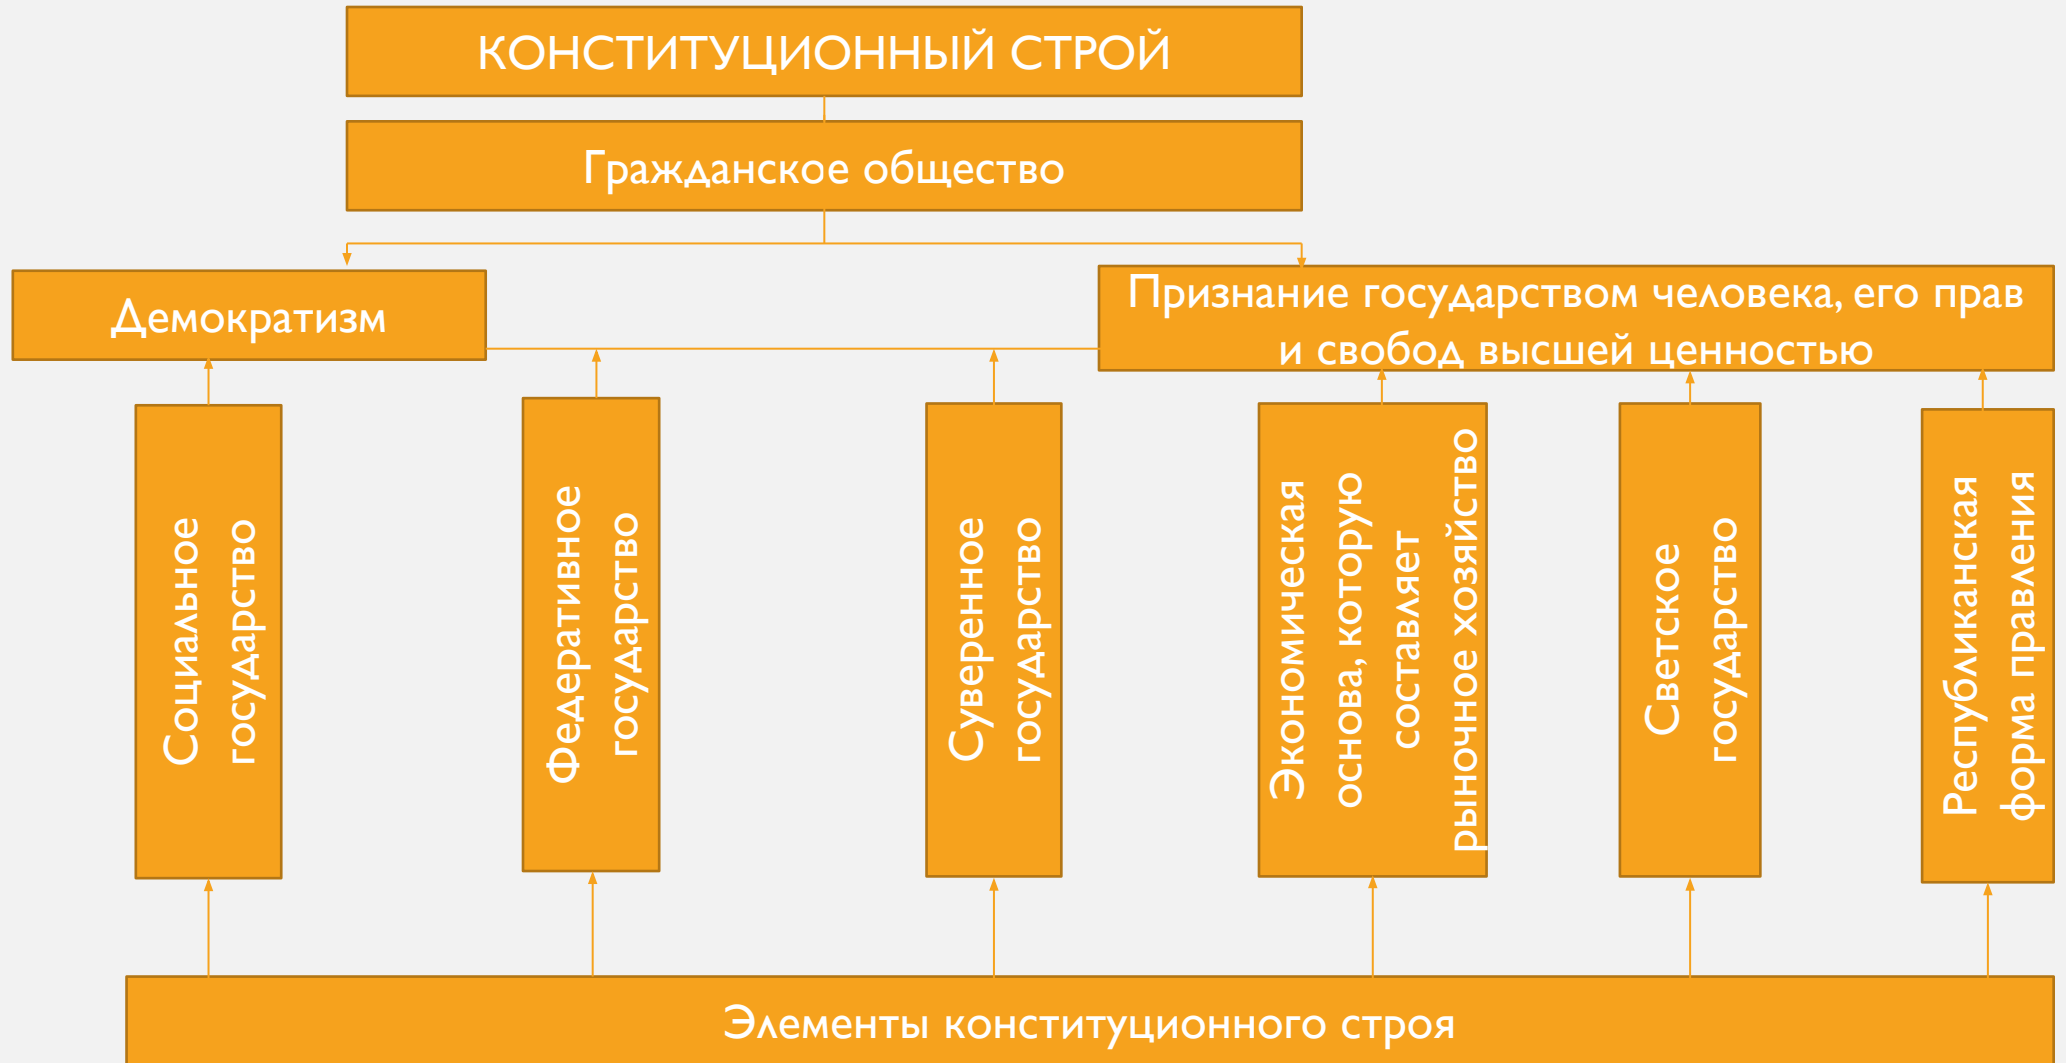 КОНСТИТУЦИОННЫЙ СТРОЙ
Гражданское общество
Демократизм
Признание государством человека, его прав
и свобод высшей ценностью
Социальное
государство
Федеративное
государство
Суверенное
государство
Экономическая
основа, которую
составляет
рыночное хозяйство
Светское
государство
Республиканская
форма правления
Элементы конституционного строя